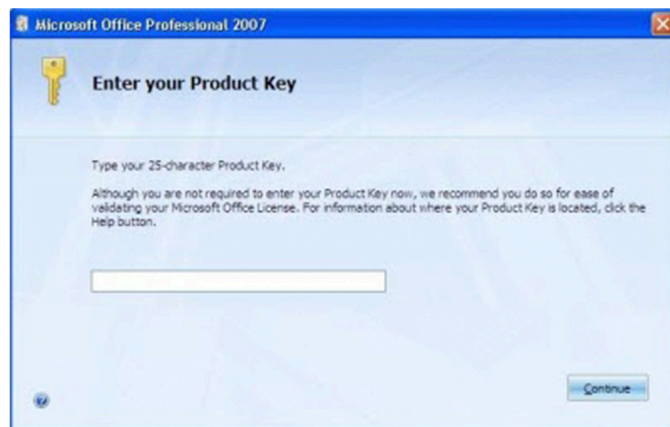 Microsoft Office Professional 2007
Enter your Product Key
Type your 25-character Product Key.
Although you are not required to enter your Product Key now, we recommend you do so for ease of
validating your Microsoft Office License. For information about where your Product Key is located, click the
Help button.
Continue